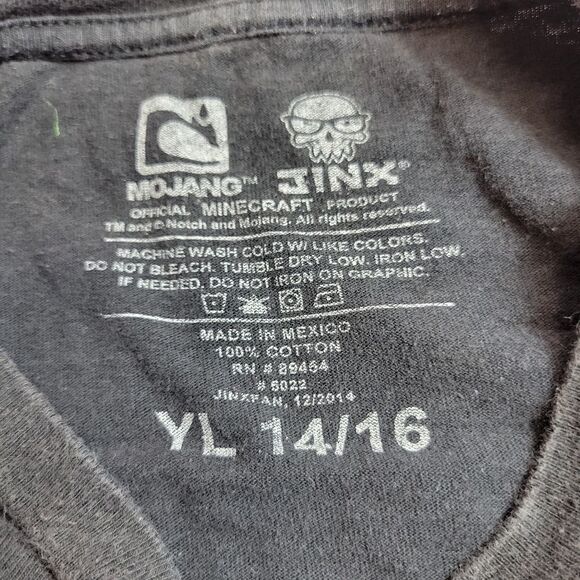 MOJANG™ JINX®
OFFICIAL MINECRAFT PRODUCT
TM and © Notch and Mojang. All rights reserved.
MACHINE WASH COLD W/ LIKE COLORS.
DO NOT BLEACH. TUMBLE DRY LOW. IRON LOW.
IF NEEDED. DO NOT IRON ON GRAPHIC.
MADE IN MEXICO
100% COTTON
RN # 89454
# 5022
JINXPAN, 12/2014
YL 14/16